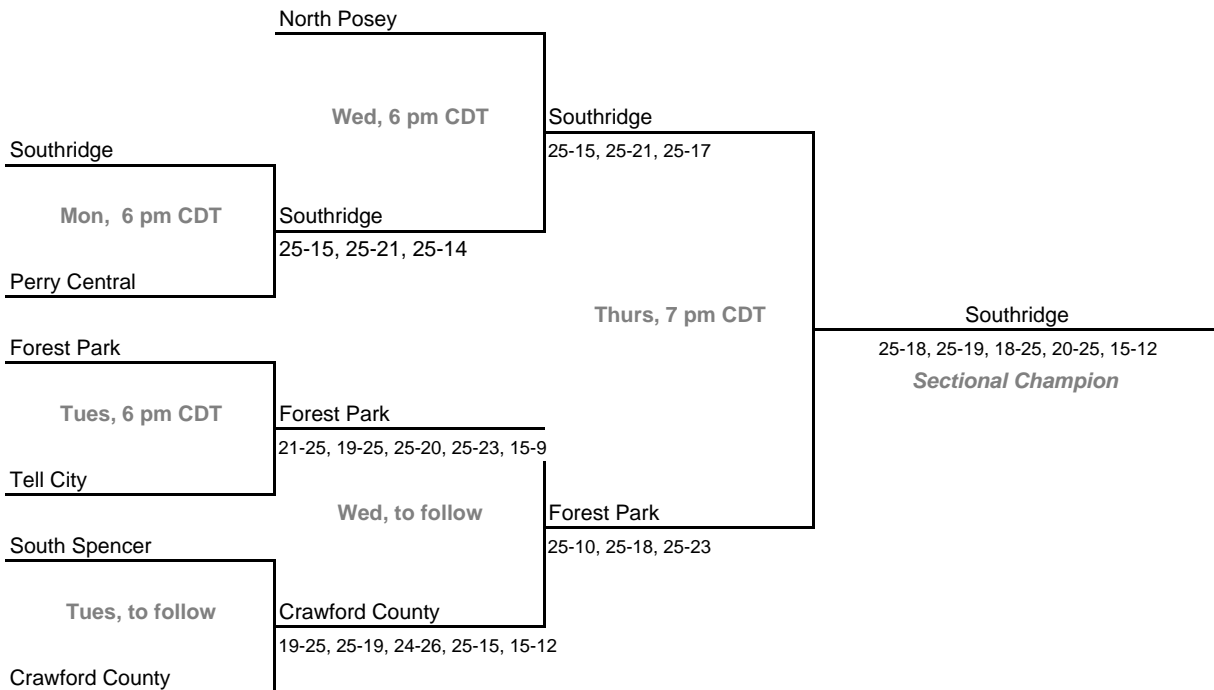 North Posey
Wed, 6 pm CDT
Southridge
Southridge
25-15, 25-21, 25-17
Mon, 6 pm CDT
Southridge
25-15, 25-21, 25-14
Perry Central
Thurs, 7 pm CDT
Southridge
Forest Park
25-18, 25-19, 18-25, 20-25, 15-12
Sectional Champion
Tues, 6 pm CDT
Forest Park
21-25, 19-25, 25-20, 25-23, 15-9
Tell City
Wed, to follow
Forest Park
South Spencer
25-10, 25-18, 25-23
Tues, to follow
Crawford County
19-25, 25-19, 24-26, 25-15, 15-12
Crawford County